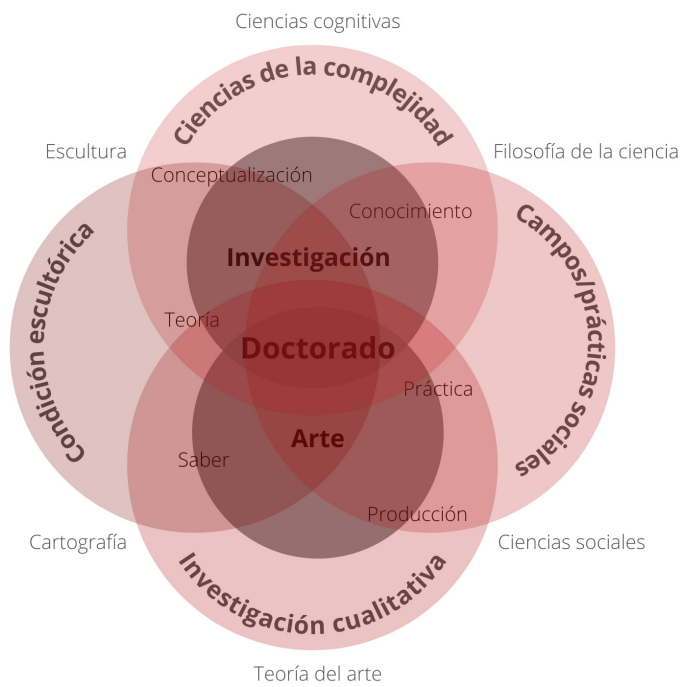 Ciencias cognitivas
Ciencias de la complejidad
Escultura
Filosofía de la ciencia
Conceptualización
Conocimiento
Condición escultórica
Campos/prácticas sociales
Investigación
Teoría
Doctorado
Práctica
Arte
Saber
Producción
Cartografía
Ciencias sociales
Investigación cualitativa
Teoría del arte